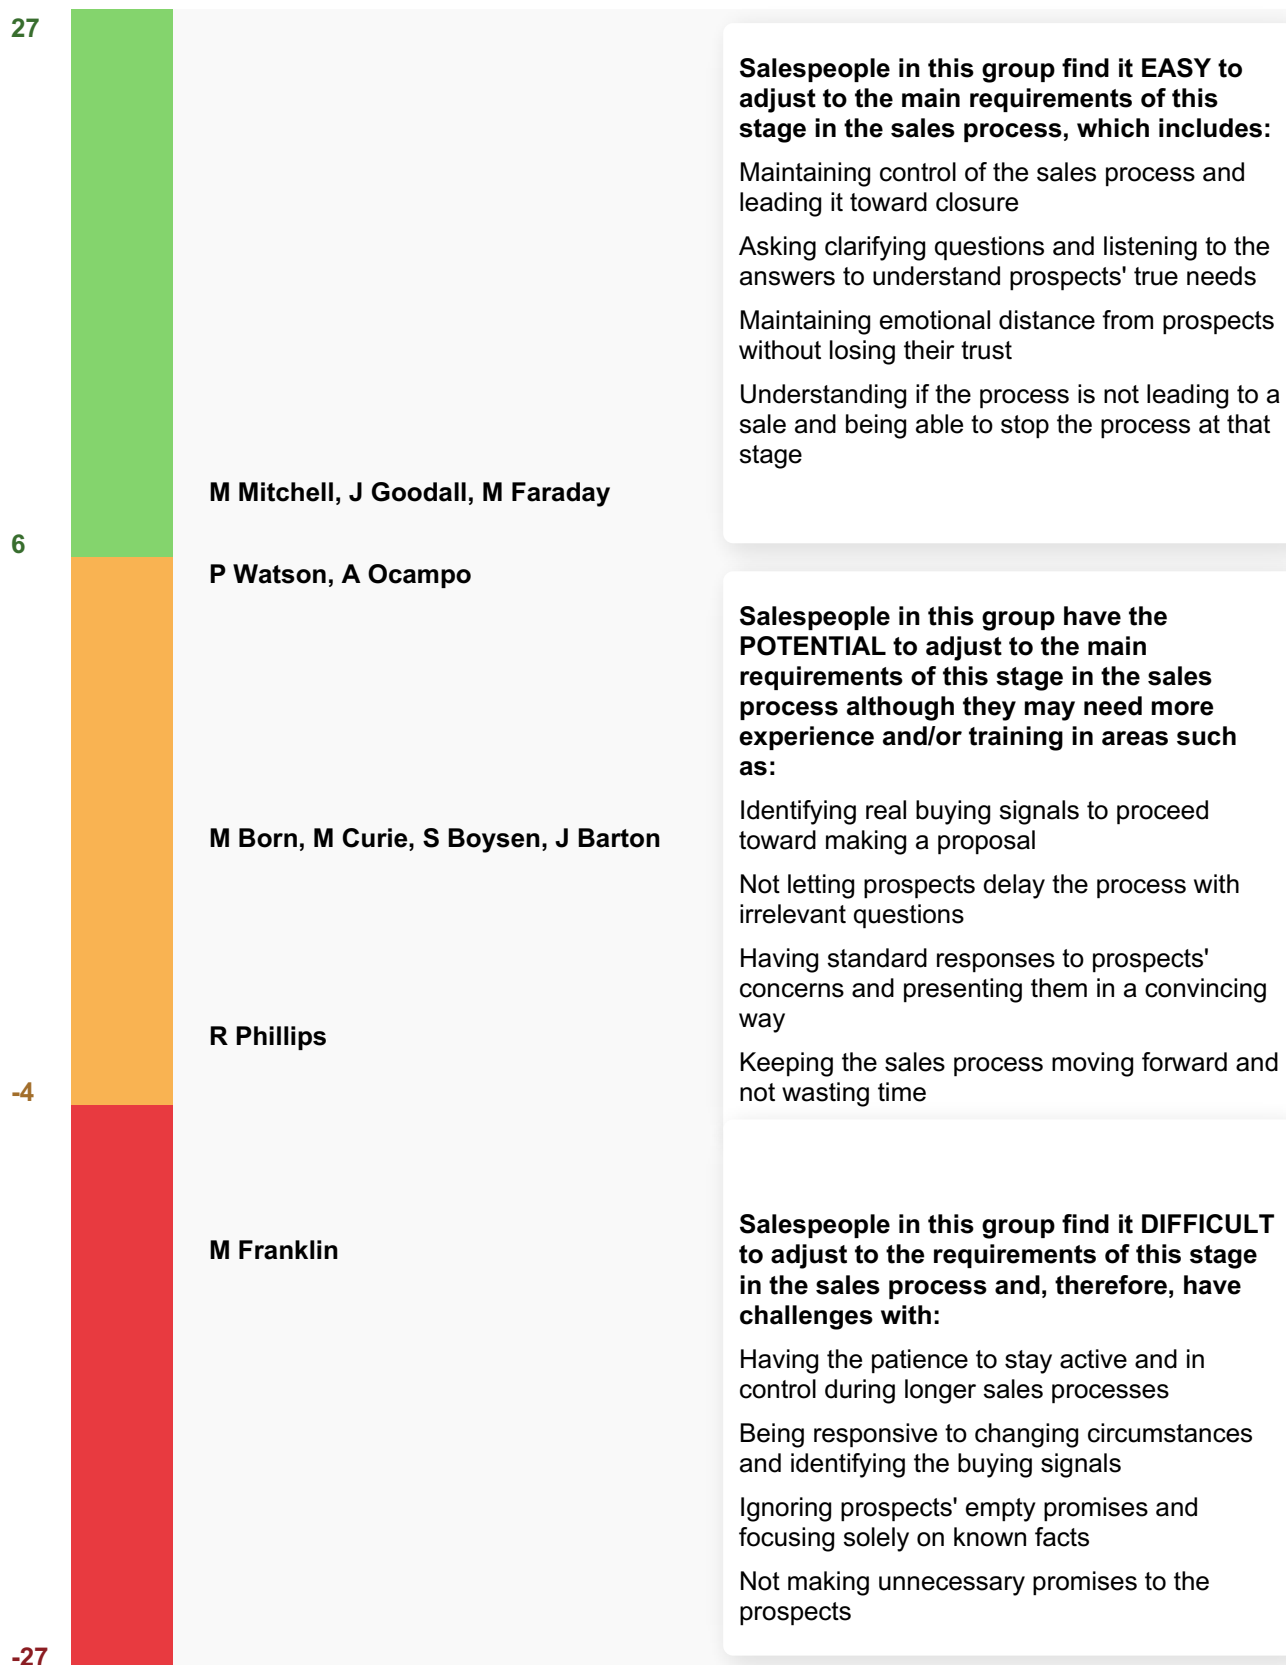 27
Salespeople in this group find it EASY to
adjust to the main requirements of this
stage in the sales process, which includes:
Maintaining control of the sales process and
leading it toward closure
Asking clarifying questions and listening to the
answers to understand prospects' true needs
Maintaining emotional distance from prospects
without losing their trust
Understanding if the process is not leading to a
sale and being able to stop the process at that
stage
M Mitchell, J Goodall, M Faraday
6
P Watson, A Ocampo
Salespeople in this group have the
POTENTIAL to adjust to the main
requirements of this stage in the sales
process although they may need more
experience and/or training in areas such
as:
Identifying real buying signals to proceed
toward making a proposal
M Born, M Curie, S Boysen, J Barton
Not letting prospects delay the process with
irrelevant questions
Having standard responses to prospects'
concerns and presenting them in a convincing
way
R Phillips
Keeping the sales process moving forward and
not wasting time
-4
Salespeople in this group find it DIFFICULT
to adjust to the requirements of this stage
in the sales process and, therefore, have
challenges with:
M Franklin
Having the patience to stay active and in
control during longer sales processes
Being responsive to changing circumstances
and identifying the buying signals
Ignoring prospects' empty promises and
focusing solely on known facts
Not making unnecessary promises to the
prospects
-27